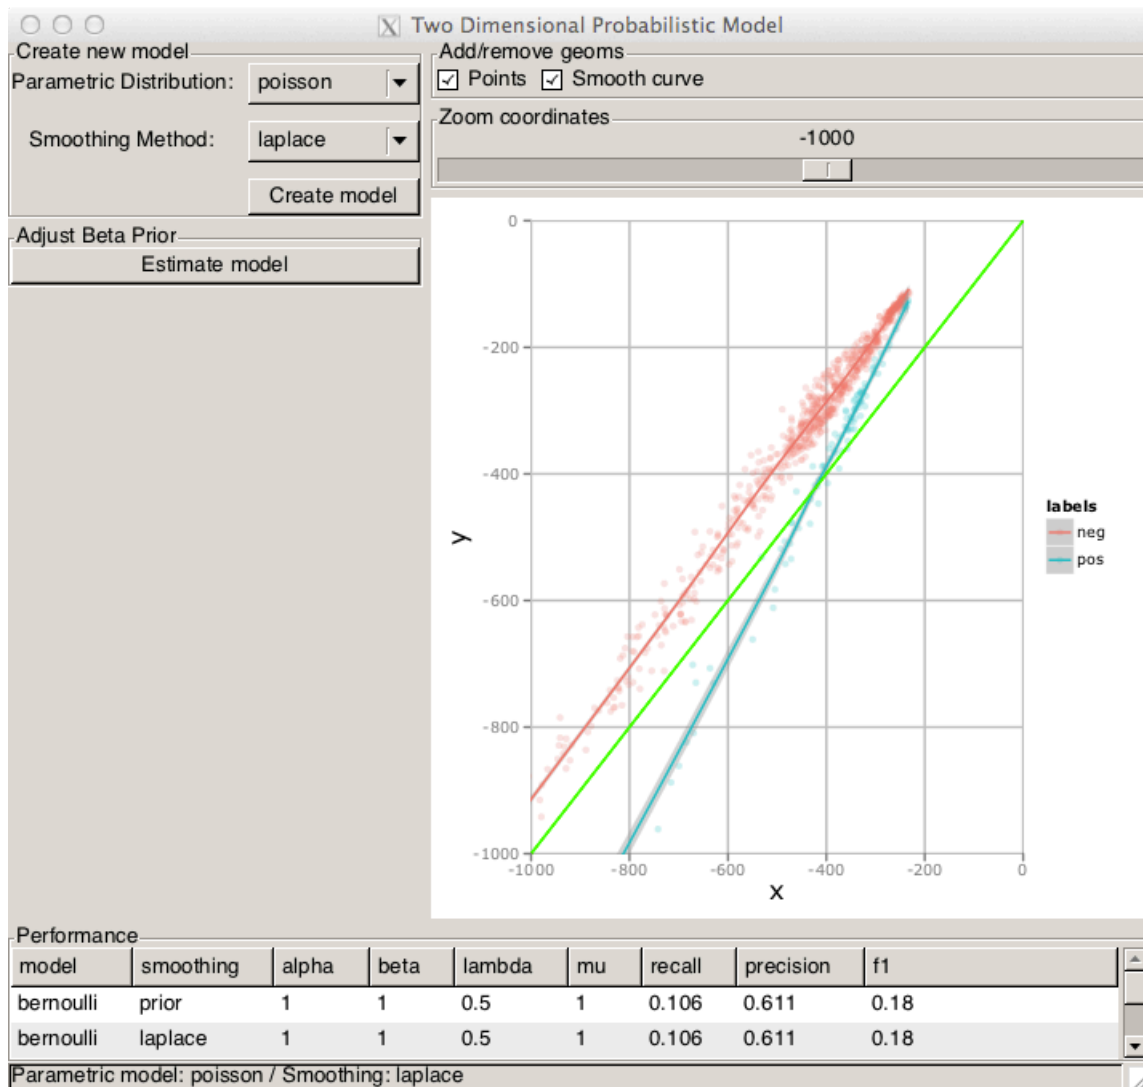 Two Dimensional Probabilistic Model
Create new model
Parametric Distribution: poisson
Smoothing Method: laplace
Create model
Adjust Beta Prior
Estimate model
Add/remove geoms
Points Smooth curve
Zoom coordinates
-1000
0
-200
-400
-600
-800
-1000
y
-1000 -800 -600 -400 -200 0
x
labels
neg
pos
Performance
model smoothing alpha beta lambda mu recall precision f1
bernoulli prior 1 1 0.5 1 0.106 0.611 0.18
bernoulli laplace 1 1 0.5 1 0.106 0.611 0.18
Parametric model: poisson / Smoothing: laplace